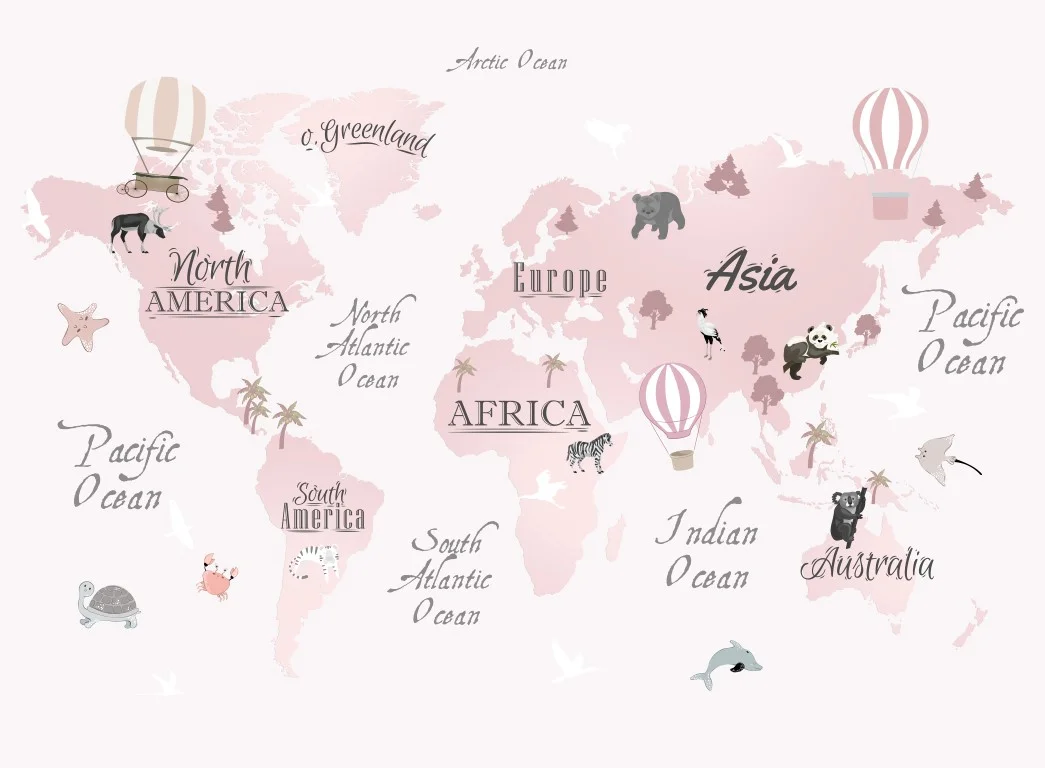 Arctic Ocean
o. Greenland
North
AMERICA
Europe
Asia
North
Atlantic
Ocean
Pacific
Ocean
AFRICA
Pacific
Ocean
South
America
South
Atlantic
Ocean
Indian
Ocean
Australia